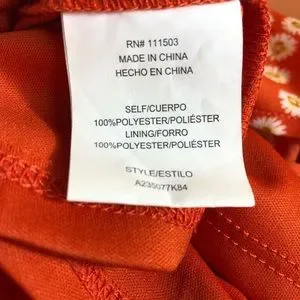 RN# 111503
MADE IN CHINA
HECHO EN CHINA
SELF/CUERPO
100%POLYESTER/POLIÉSTER
LINING/FORRO
100%POLYESTER/POLIÉSTER
STYLE/ESTILO
A235077K84